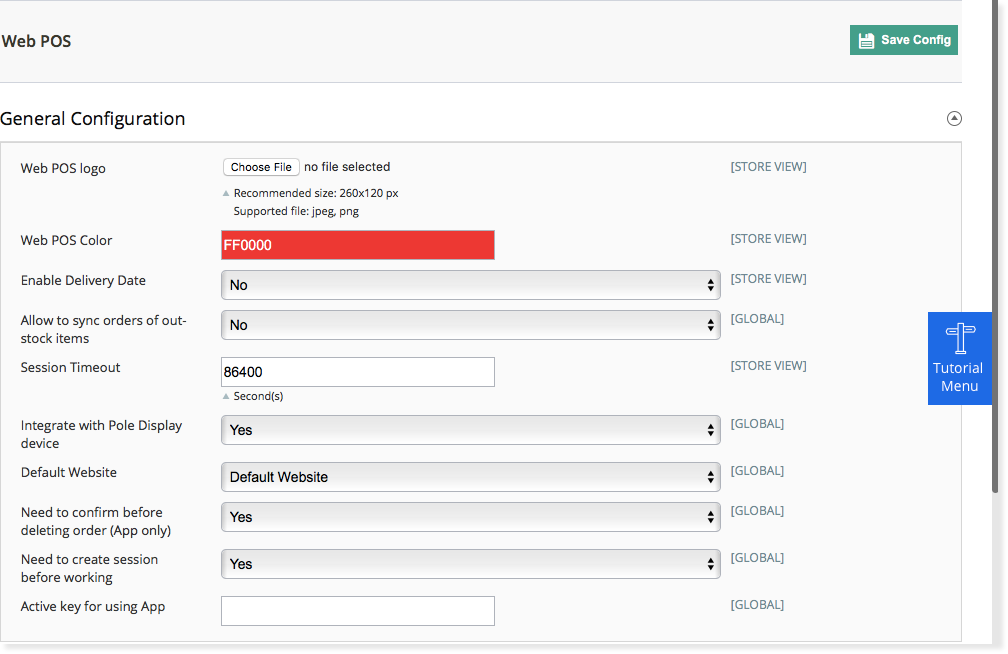 Web POS
Save Config
General Configuration
Web POS logo
Choose File no file selected
[STORE VIEW]
Recommended size: 260x120 px
Supported file: jpeg, png
Web POS Color
FF0000
[STORE VIEW]
Enable Delivery Date
No
[STORE VIEW]
Allow to sync orders of out-
stock items
No
[GLOBAL]
Session Timeout
86400
[STORE VIEW]
Second(s)
Tutorial
Menu
Integrate with Pole Display
device
Yes
[GLOBAL]
Default Website
Default Website
[GLOBAL]
Need to confirm before
deleting order (App only)
Yes
[GLOBAL]
Need to create session
before working
Yes
[GLOBAL]
Active key for using App
[GLOBAL]